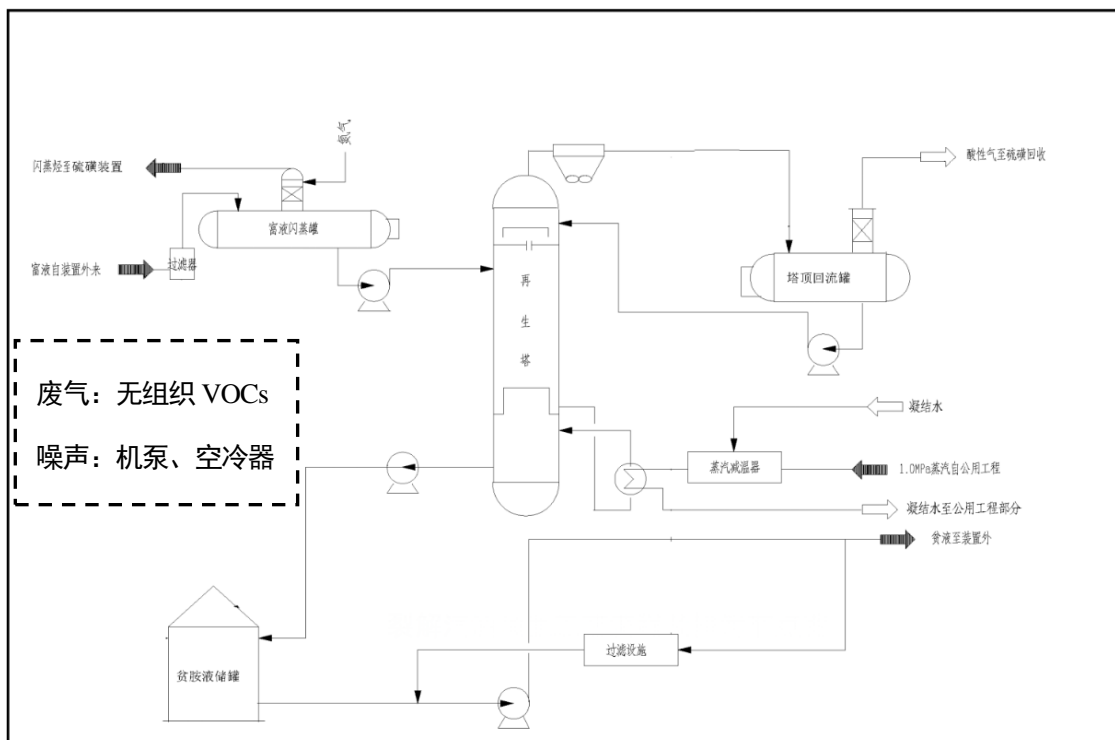 氨气
闪蒸烃至硫磺装置
酸性气至硫磺回收
富液闪蒸罐
富液自装置外来
过滤器
塔顶回流罐
再生塔
废气：无组织 VOCs
噪声：机泵、空冷器
凝结水
蒸汽减温器
1.0MPa蒸汽自公用工程
凝结水至公用工程部分
贫液至装置外
过滤设施
贫胺液储罐